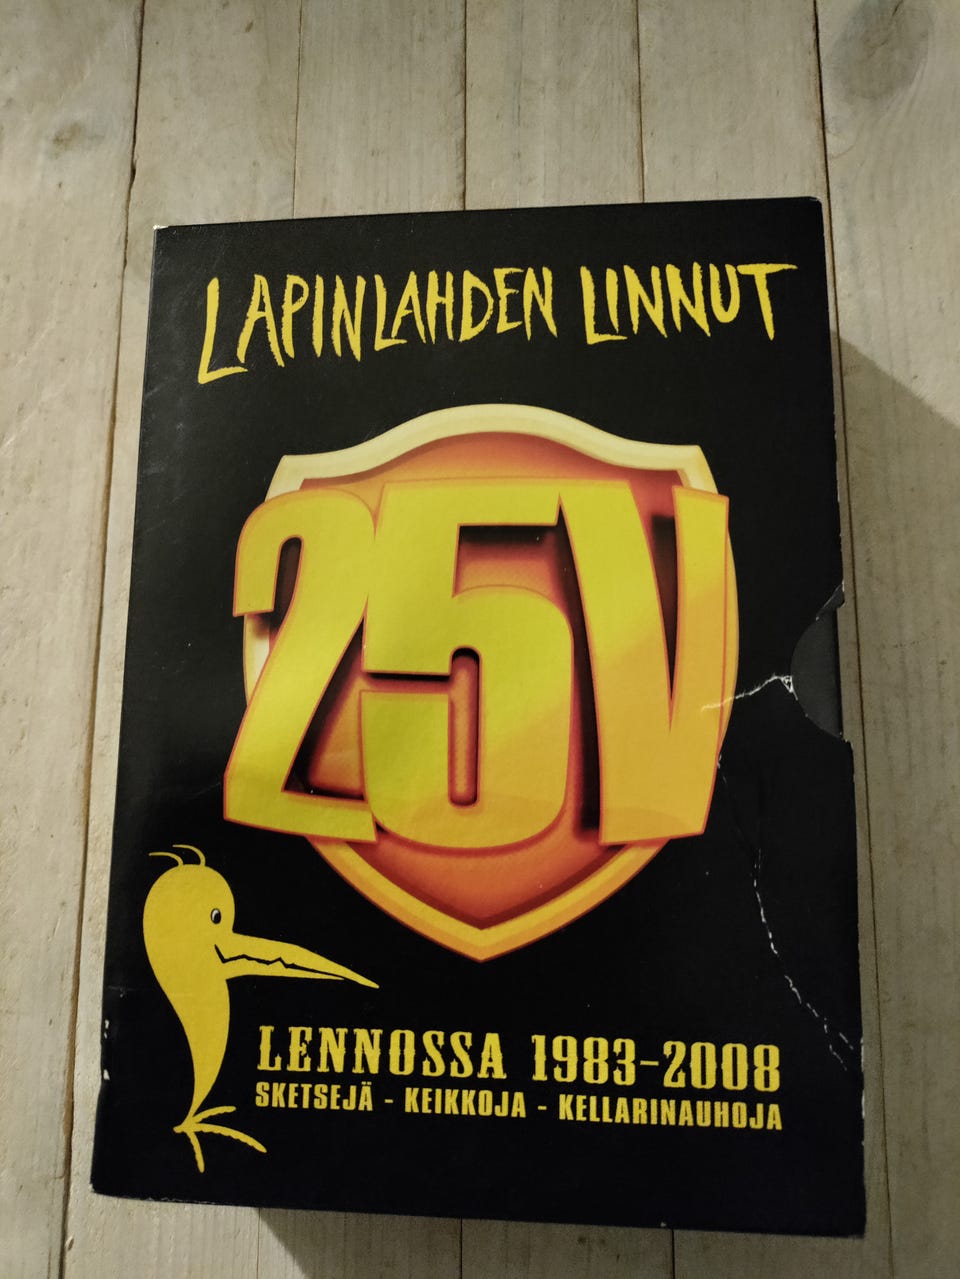 LAPINLAHDEN LINNUT
25V
LENNOSSA 1983-2008
SKETSEJÄ - KEIKKOJA - KELLARINAUHOJA